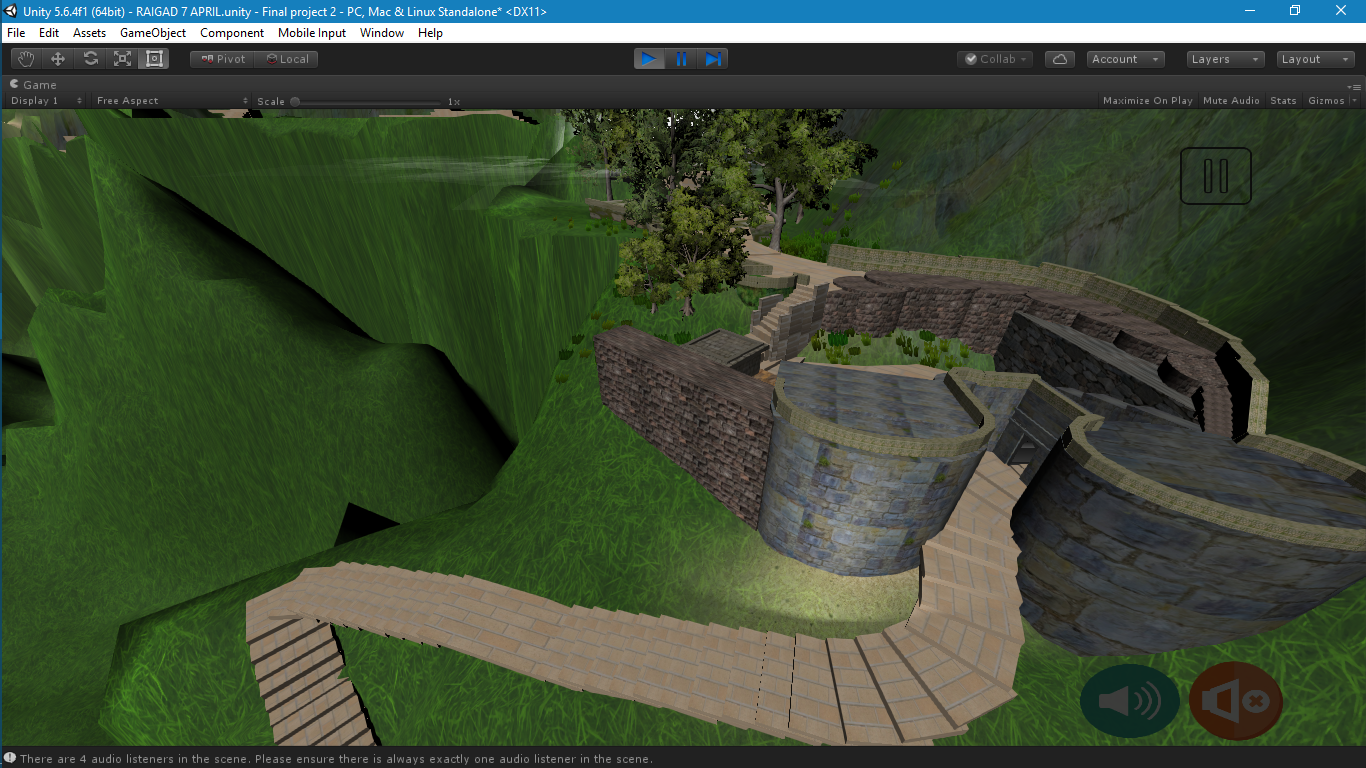 Unity 5.6.4f1 (64bit) - RAIGAD 7 APRIL.unity - Final project 2 - PC, Mac & Linux Standalone* <DX11>
File Edit Assets GameObject Component Mobile Input Window Help
Pivot Local Collab Account Layers Layout
Game
Display 1 Free Aspect Scale 1x Maximize On Play Mute Audio Stats Gizmos
There are 4 audio listeners in the scene. Please ensure there is always exactly one audio listener in the scene.